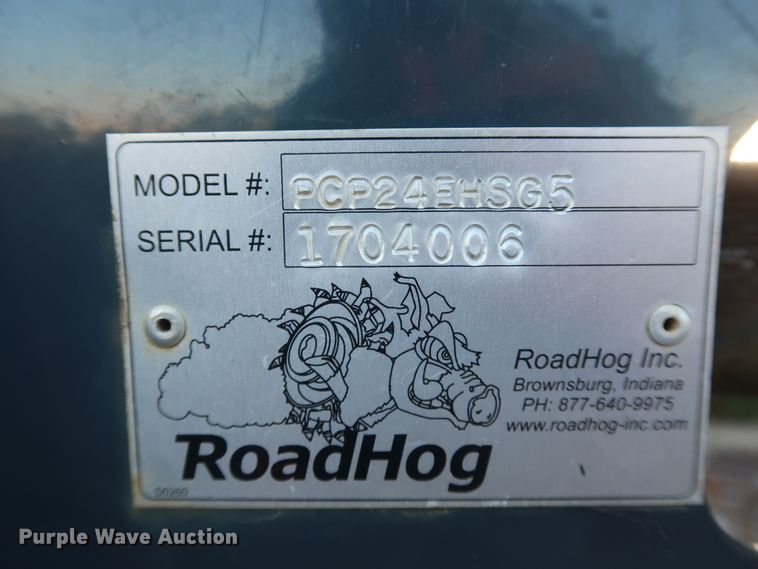 MODEL #: PCP24EHSG5
SERIAL #: 1704006
RoadHog Inc.
Brownsburg, Indiana
PH: 877-640-9975
www.roadhog-inc.com
RoadHog
D0260
Purple Wave Auction